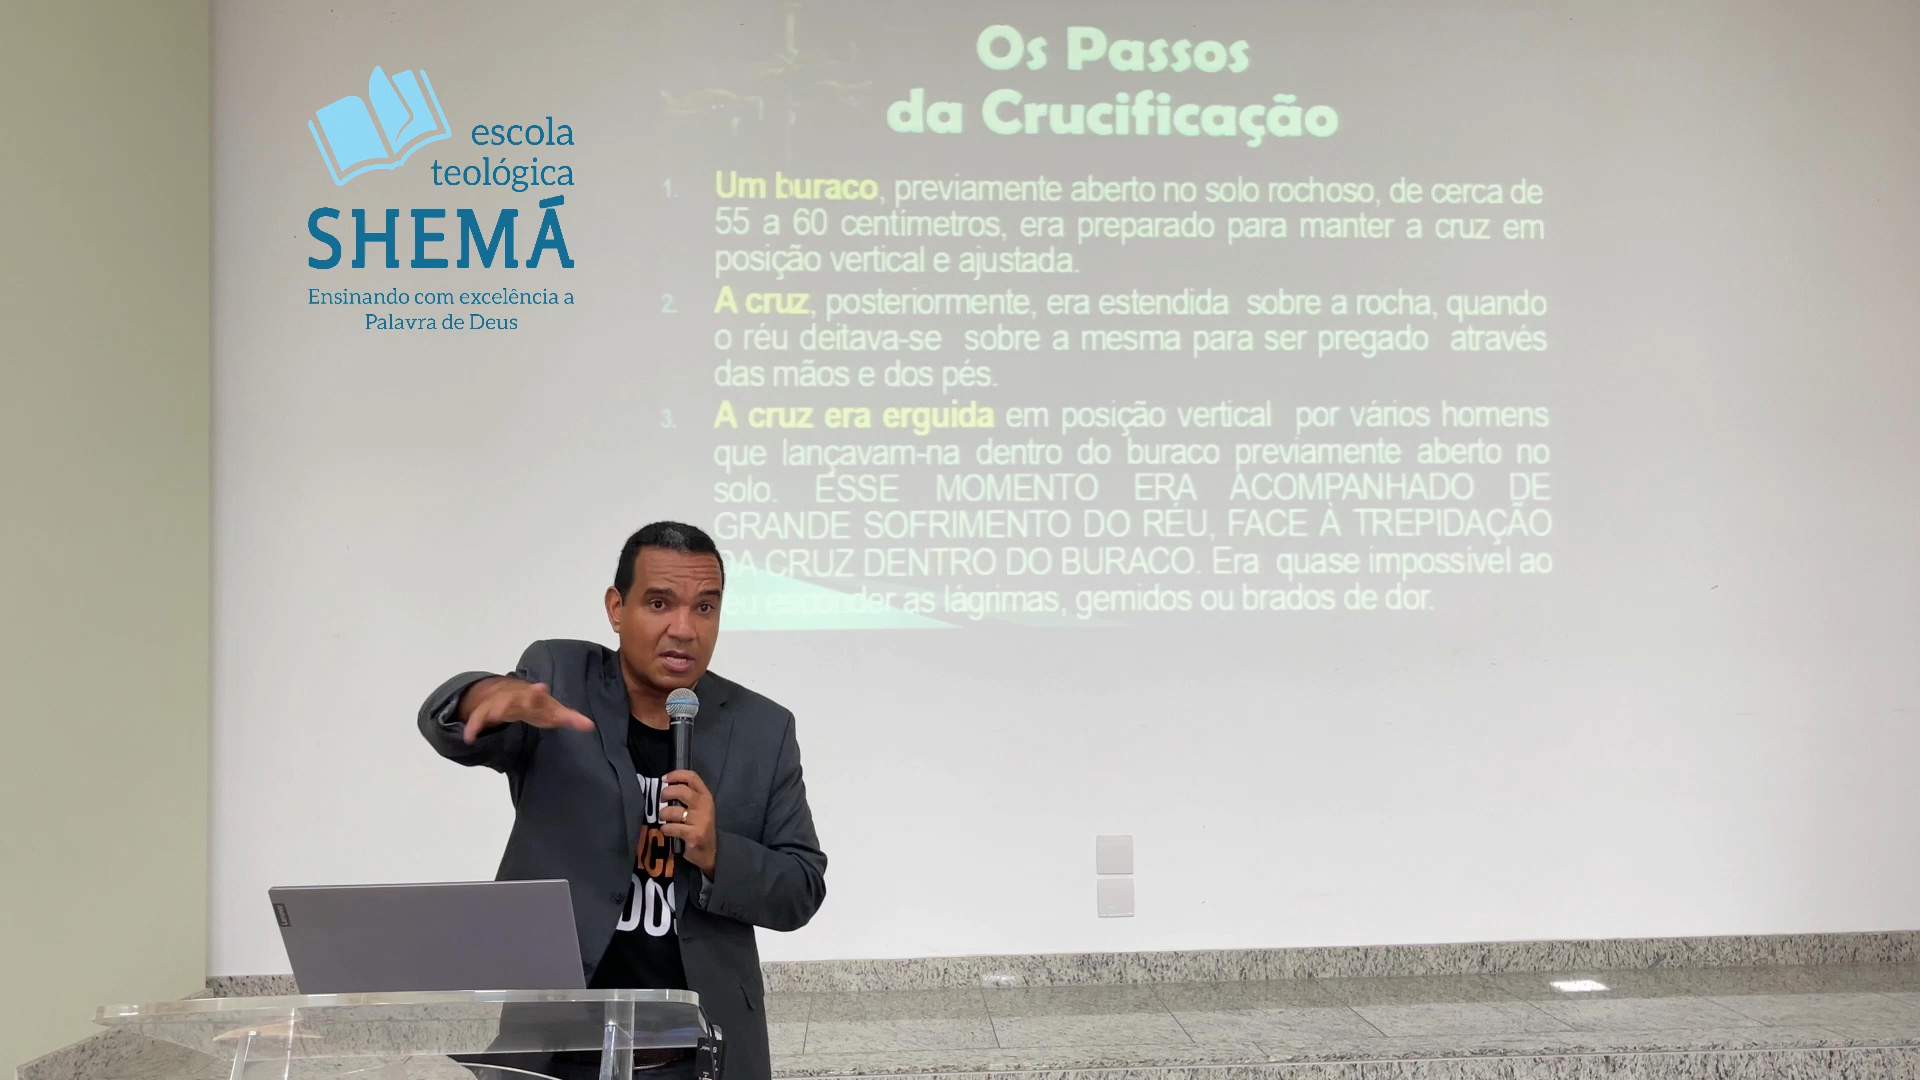 escola
teológica
SHEMÁ
Ensinando com excelência a
Palavra de Deus
Os Passos
da Crucificação
1. Um buraco, previamente aberto no solo rochoso, de cerca de
55 a 60 centímetros, era preparado para manter a cruz em
posição vertical e ajustada.
2. A cruz, posteriormente, era estendida sobre a rocha, quando
o réu deitava-se sobre a mesma para ser pregado através
das mãos e dos pés.
3. A cruz era erguida em posição vertical por vários homens
que lançavam-na dentro do buraco previamente aberto no
solo. ESSE MOMENTO ERA ACOMPANHADO DE
GRANDE SOFRIMENTO DO RÉU, FACE À TREPIDAÇÃO
DA CRUZ DENTRO DO BURACO. Era quase impossível ao
réu esconder as lágrimas, gemidos ou brados de dor.
Lenovo